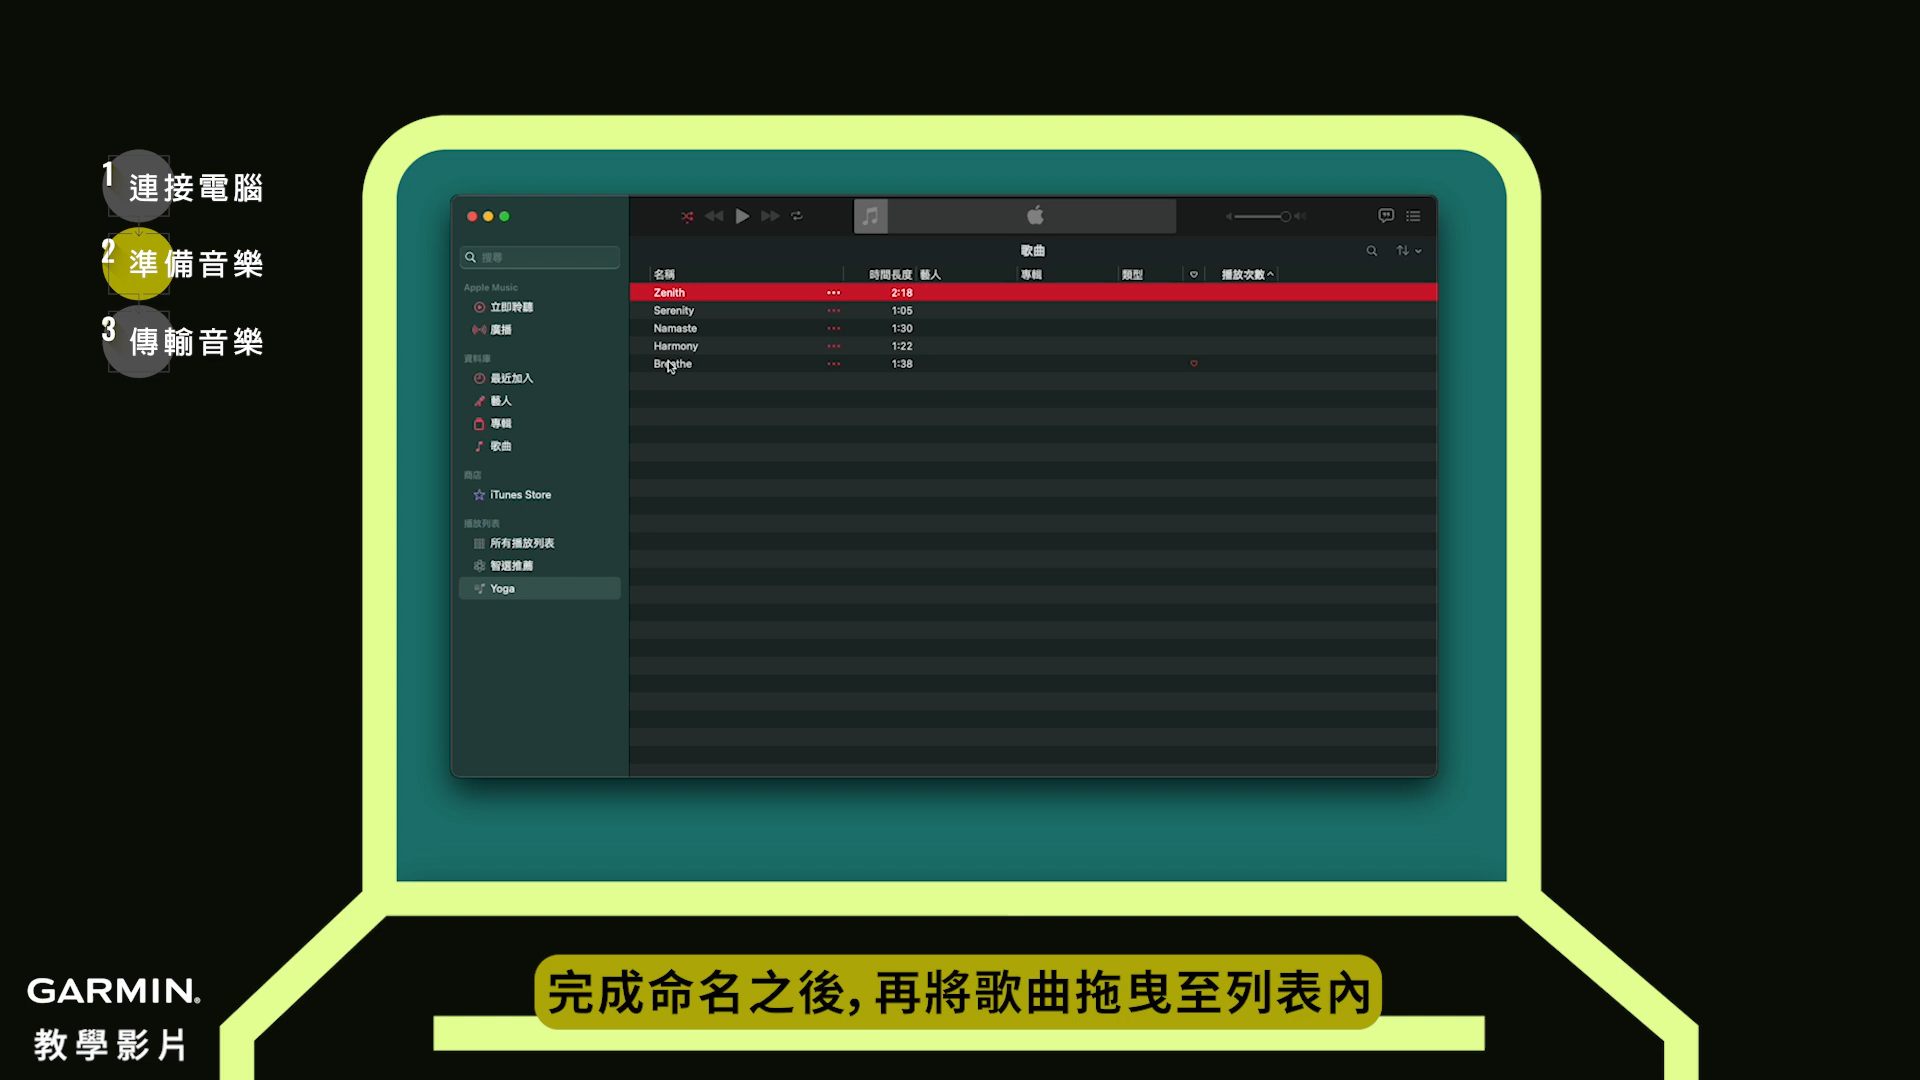 1 連接電腦
2 準備音樂
3 傳輸音樂
搜尋
Apple Music
立即聆聽
廣播
資料庫
最近加入
藝人
專輯
歌曲
商店
iTunes Store
播放列表
所有播放列表
智選推薦
Yoga
歌曲
名稱 時間長度 藝人 專輯 類型 播放次數
Zenith 2:18
Serenity 1:05
Namaste 1:30
Harmony 1:22
Breathe 1:38
完成命名之後,再將歌曲拖曳至列表內
GARMIN®
教學影片